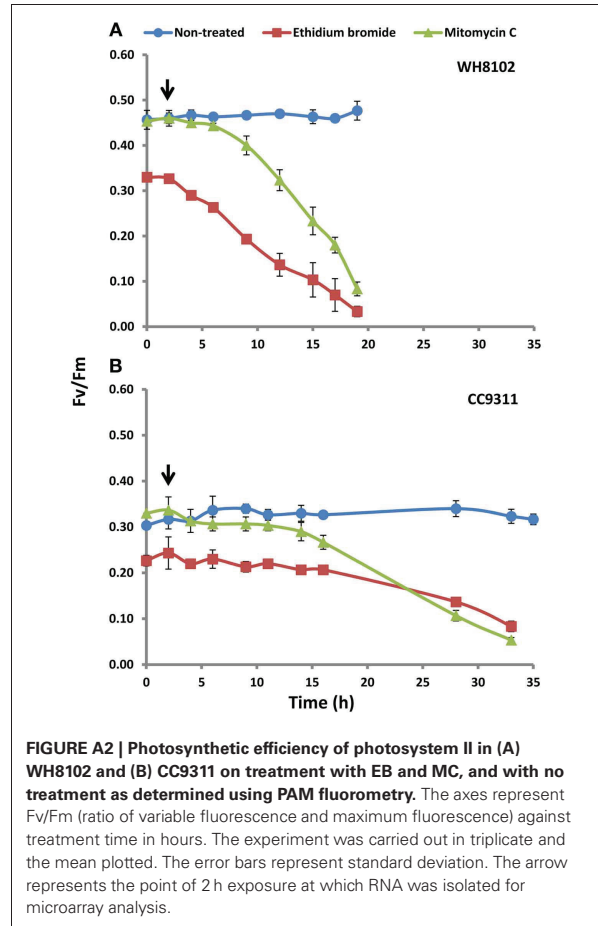 A
Non-treated Ethidium bromide Mitomycin C
WH8102
0.60
0.50
0.40
0.30
0.20
0.10
0.00
0 5 10 15 20 25 30 35
B
Fv/Fm
CC9311
0.60
0.50
0.40
0.30
0.20
0.10
0.00
0 5 10 15 20 25 30 35
Time (h)
FIGURE A2 | Photosynthetic efficiency of photosystem II in (A)
WH8102 and (B) CC9311 on treatment with EB and MC, and with no
treatment as determined using PAM fluorometry. The axes represent
Fv/Fm (ratio of variable fluorescence and maximum fluorescence) against
treatment time in hours. The experiment was carried out in triplicate and
the mean plotted. The error bars represent standard deviation. The arrow
represents the point of 2 h exposure at which RNA was isolated for
microarray analysis.